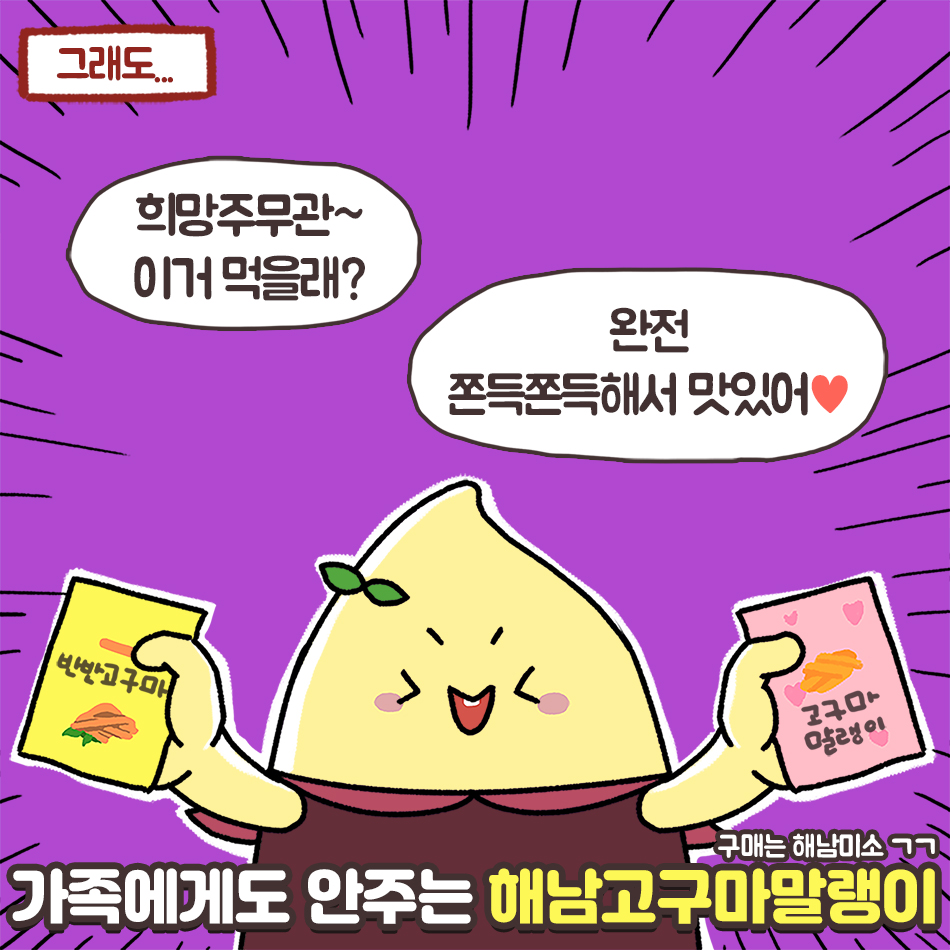 그래도...
희망주무관~
이거 먹을래?
완전
쫀득쫀득해서 맛있어♥
반반고구마
고구마
말랭이
구매는 해남미소 ㄱㄱ
가족에게도 안주는 해남고구마말랭이